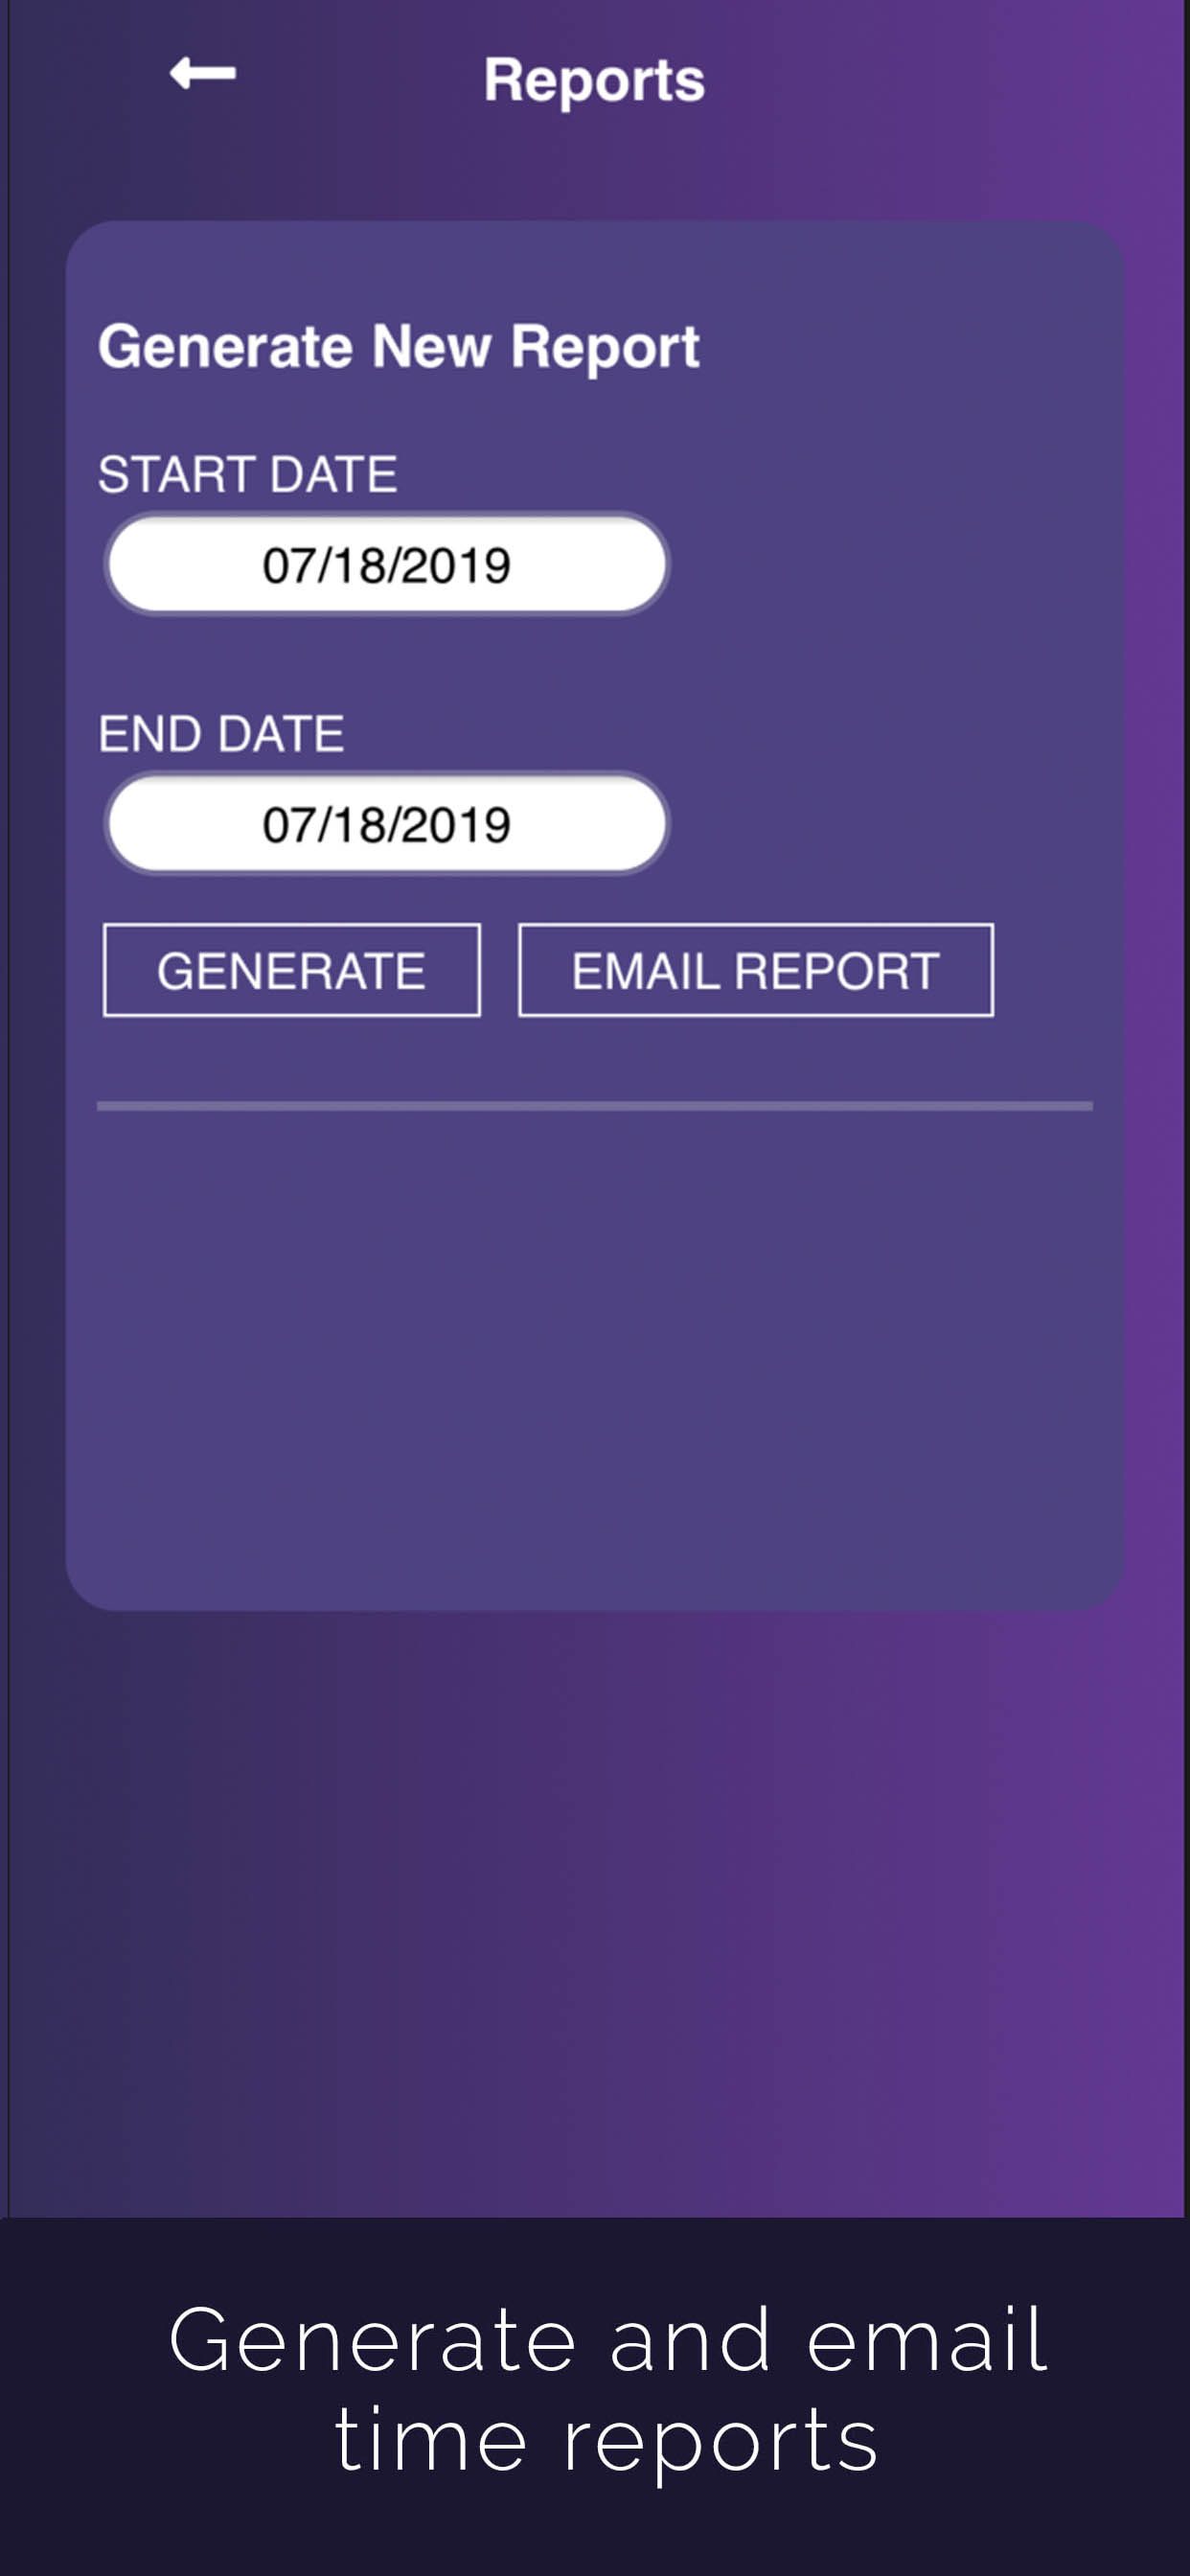 Reports
Generate New Report
START DATE
07/18/2019
END DATE
07/18/2019
GENERATE EMAIL REPORT
Generate and email
time reports